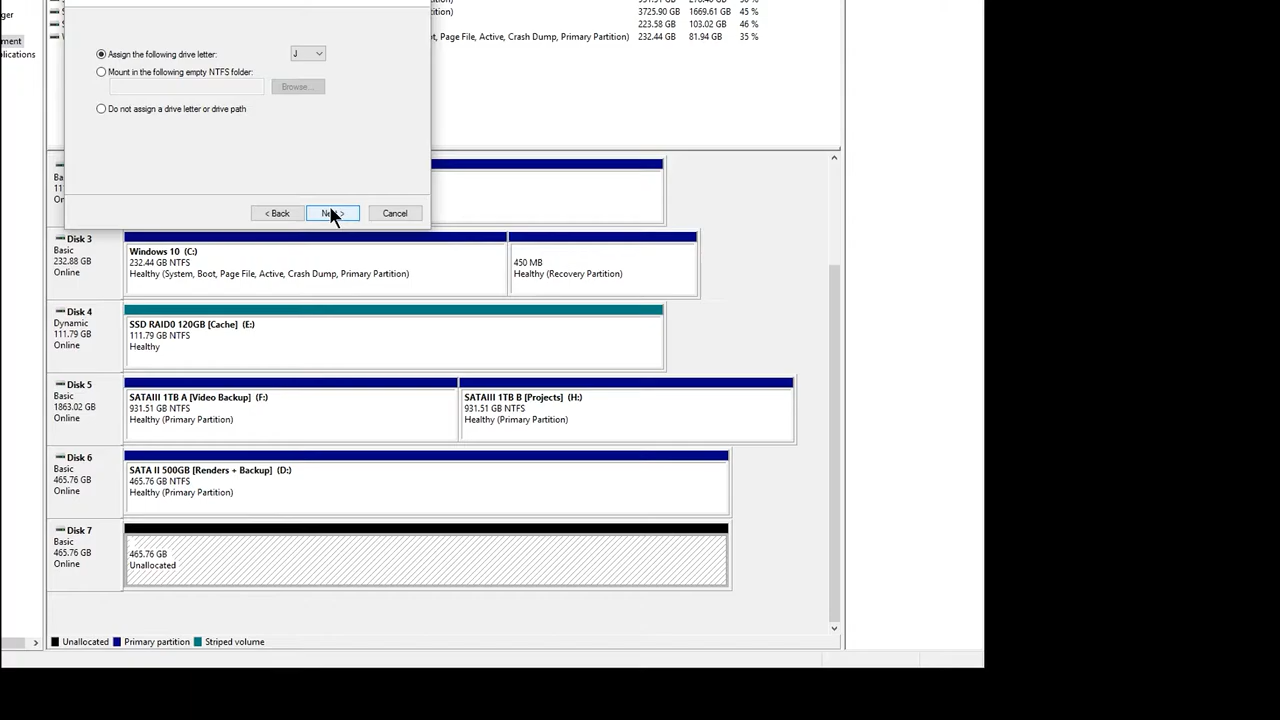 ger
ment
plications
3725.90 GB 1669.61 GB 45 %
223.58 GB 103.02 GB 46 %
t, Page File, Active, Crash Dump, Primary Partition) 232.44 GB 81.94 GB 35 %
Assign the following drive letter: J
Mount in the following empty NTFS folder:
Browse...
Do not assign a drive letter or drive path
< Back
Cancel
Disk 3
Basic
232.88 GB
Online
Windows 10 (C:)
232.44 GB NTFS
Healthy (System, Boot, Page File, Active, Crash Dump, Primary Partition)
450 MB
Healthy (Recovery Partition)
Disk 4
Dynamic
111.79 GB
Online
SSD RAID0 120GB [Cache] (E:)
111.79 GB NTFS
Healthy
Disk 5
Basic
1863.02 GB
Online
SATAIII 1TB A [Video Backup] (F:)
931.51 GB NTFS
Healthy (Primary Partition)
SATAIII 1TB B [Projects] (H:)
931.51 GB NTFS
Healthy (Primary Partition)
Disk 6
Basic
465.76 GB
Online
SATA II 500GB [Renders + Backup] (D:)
465.76 GB NTFS
Healthy (Primary Partition)
Disk 7
Basic
465.76 GB
Online
465.76 GB
Unallocated
Unallocated Primary partition Striped volume